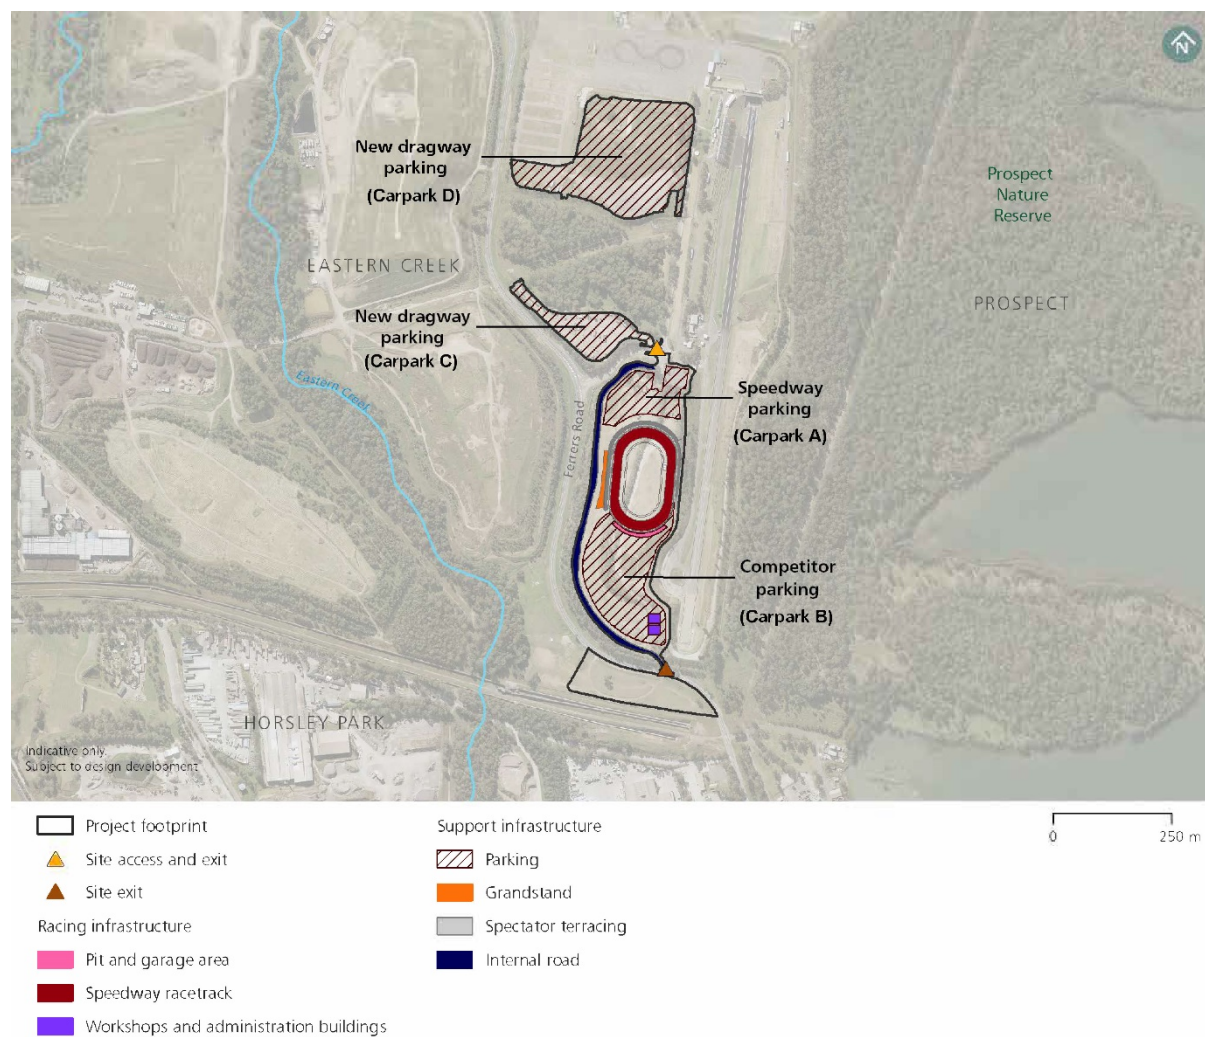 N
New dragway
parking
(Carpark D)
Prospect
Nature
Reserve
EASTERN CREEK
PROSPECT
New dragway
parking
(Carpark C)
Eastern Creek
Speedway
parking
(Carpark A)
Ferrers Road
Competitor
parking
(Carpark B)
HORSLEY PARK
Indicative only.
Subject to design development
Project footprint
Site access and exit
Site exit
Racing infrastructure
Pit and garage area
Speedway racetrack
Workshops and administration buildings
Support infrastructure
Parking
Grandstand
Spectator terracing
Internal road
0 250 m